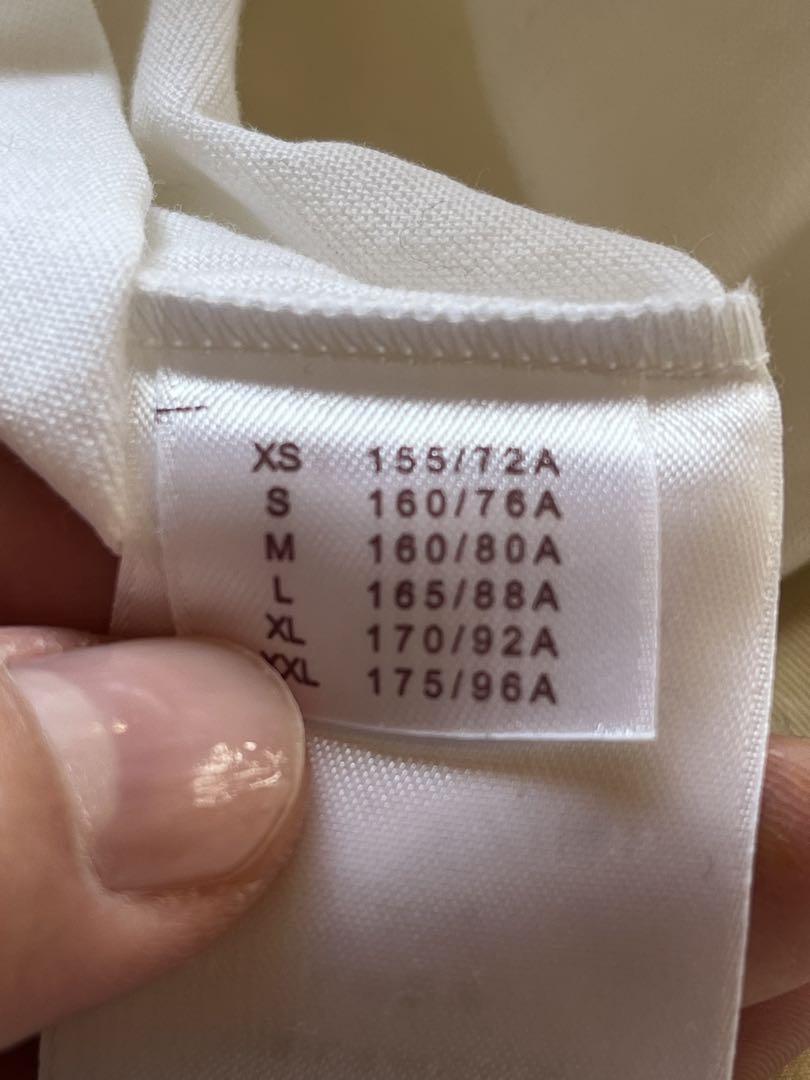 XS 155/72A
S 160/76A
M 160/80A
L 165/88A
XL 170/92A
XXL 175/96A